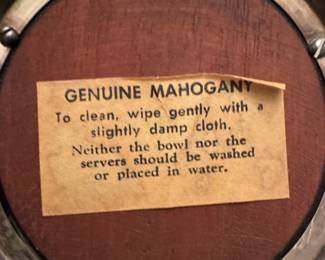 GENUINE MAHOGANY
To clean, wipe gently with a
slightly damp cloth.
Neither the bowl nor the
servers should be washed
or placed in water.